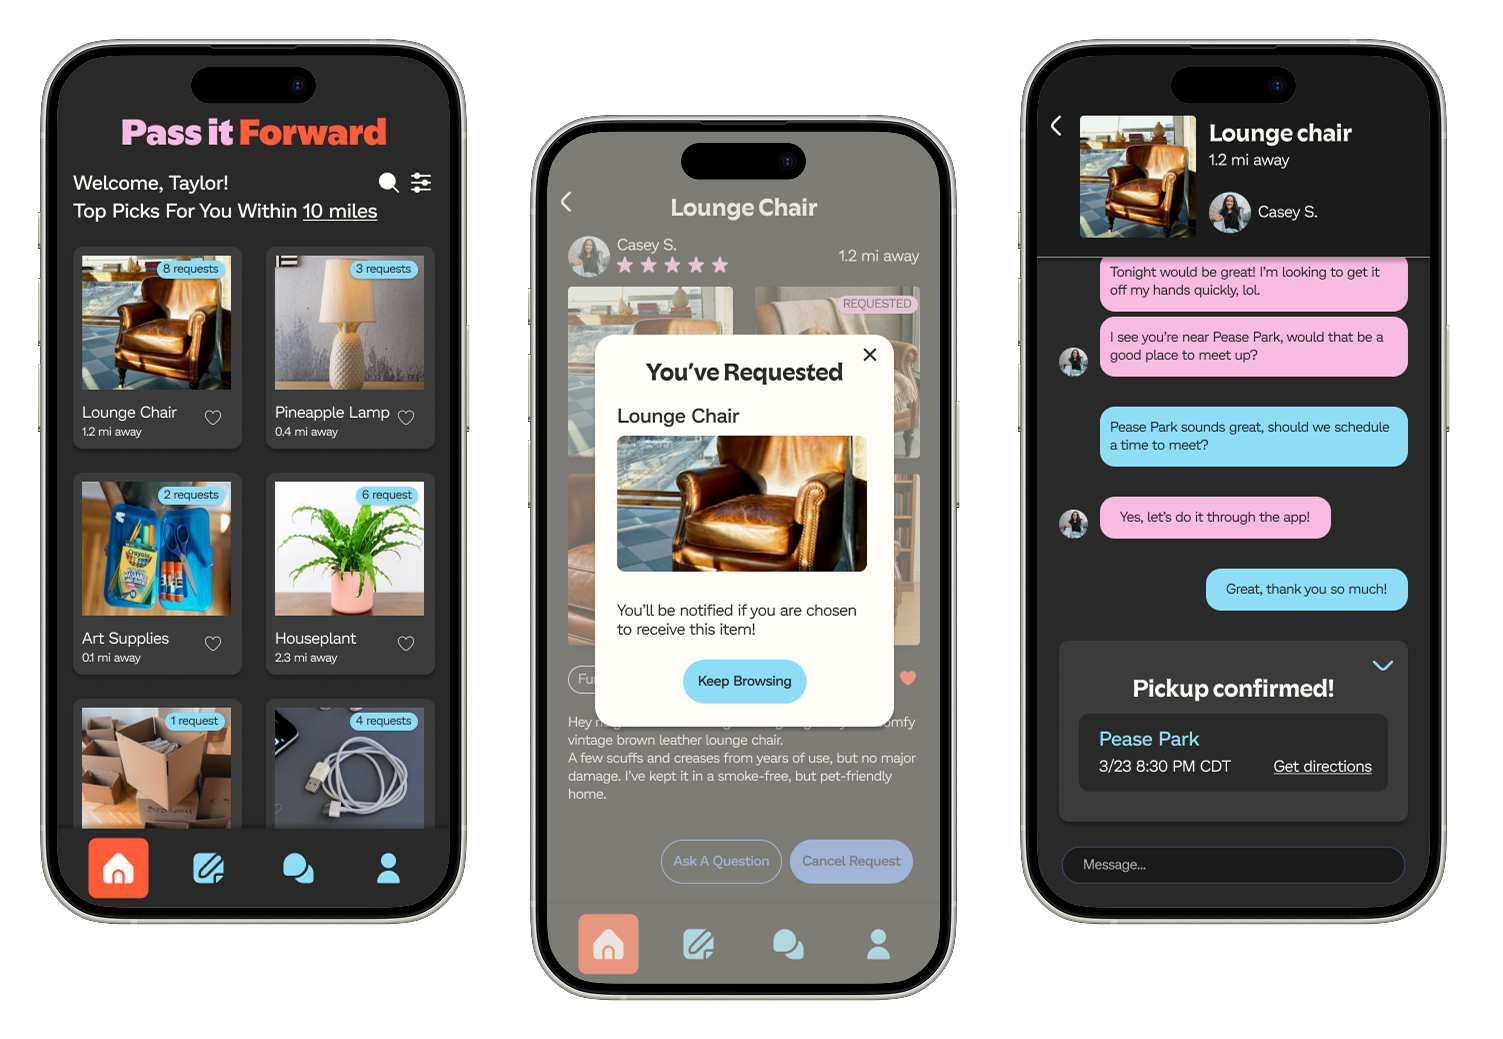 Pass it Forward
Welcome, Taylor!
Top Picks For You Within 10 miles
8 requests
3 requests
Lounge Chair
1.2 mi away
Pineapple Lamp
0.4 mi away
2 requests
6 request
Crayola
Art Supplies
0.1 mi away
Houseplant
2.3 mi away
1 request
4 requests
Lounge Chair
Casey S.
1.2 mi away
REQUESTED
You've Requested
Lounge Chair
You'll be notified if you are chosen
to receive this item!
Keep Browsing
Hey
vintage brown leather lounge chair.
A few scuffs and creases from years of use, but no major
damage. I've kept it in a smoke-free, but pet-friendly
home.
Ask A Question
Cancel Request
Lounge chair
1.2 mi away
Casey S.
Tonight would be great! I'm looking to get it
off my hands quickly, lol.
I see you're near Pease Park, would that be a
good place to meet up?
Pease Park sounds great, should we schedule
a time to meet?
Yes, let's do it through the app!
Great, thank you so much!
Pickup confirmed!
Pease Park
3/23 8:30 PM CDT
Get directions
Message...